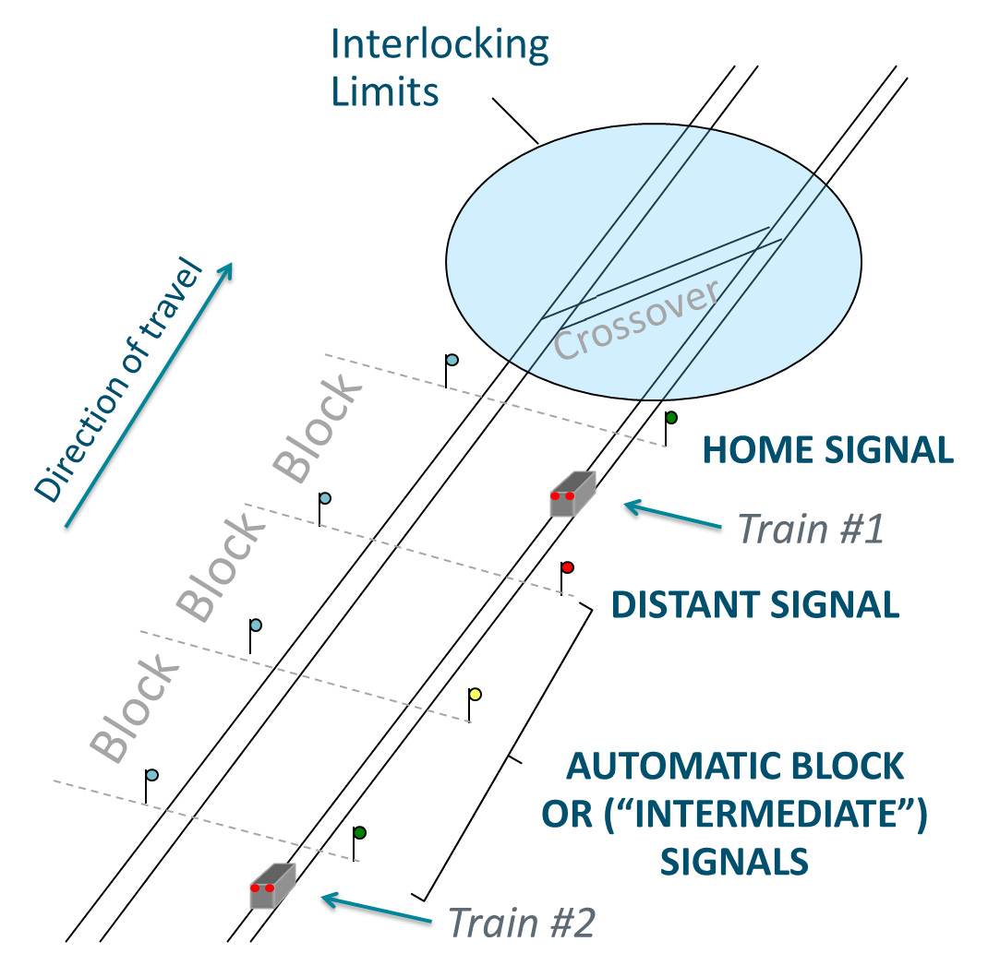 Interlocking
Limits
Direction of travel
Crossover
Block
HOME SIGNAL
Train #1
Block
DISTANT SIGNAL
Block
AUTOMATIC BLOCK
OR (“INTERMEDIATE”)
SIGNALS
Train #2